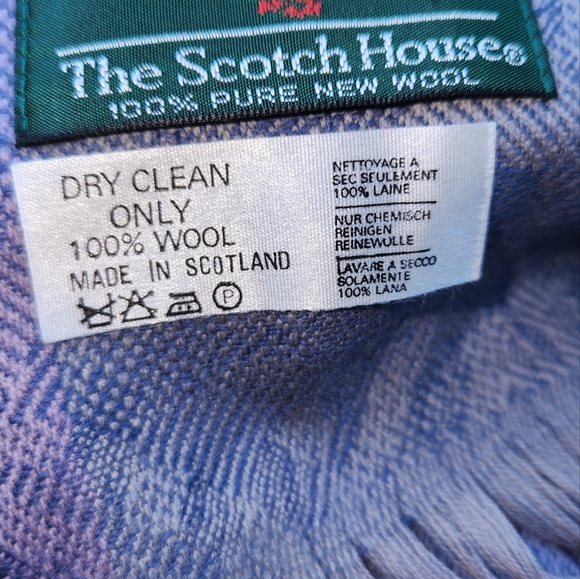 The Scotch House®
100% PURE NEW WOOL
DRY CLEAN
ONLY
100% WOOL
MADE IN SCOTLAND
P
NETTOYAGE A
SEC SEULEMENT
100% LAINE
NUR CHEMISCH
REINIGEN
REINEWOLLE
LAVARE A SECCO
SOLAMENTE
100% LANA